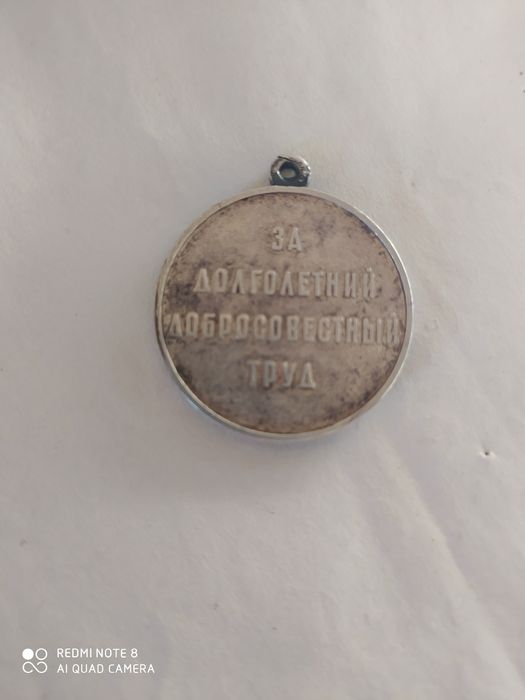 ЗА
ДОЛГОЛЕТНИЙ
ДОБРОСОВЕСТНЫЙ
ТРУД
REDMI NOTE 8
AI QUAD CAMERA